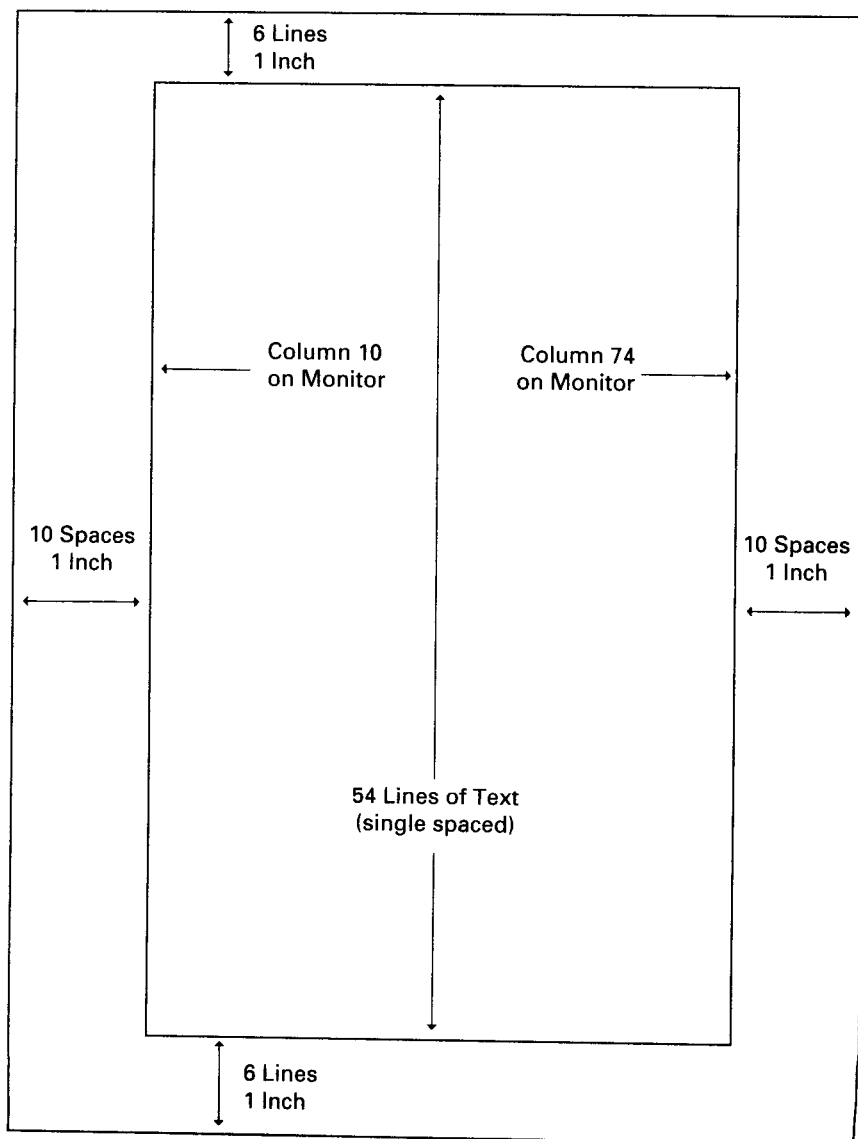 6 Lines
1 Inch
Column 10
on Monitor
Column 74
on Monitor
10 Spaces
1 Inch
10 Spaces
1 Inch
54 Lines of Text
(single spaced)
6 Lines
1 Inch